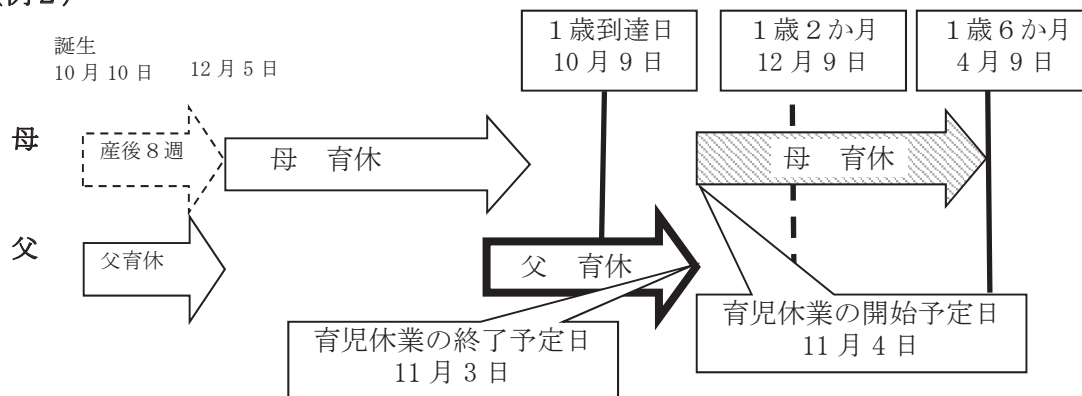 (例2)
1歳到達日
10月9日
1歳2か月
12月9日
1歳6か月
4月9日
誕生
10月10日
12月5日
母
産後8週
母 育休
母 育休
父
父育休
父 育休
育児休業の終了予定日
11月3日
育児休業の開始予定日
11月4日